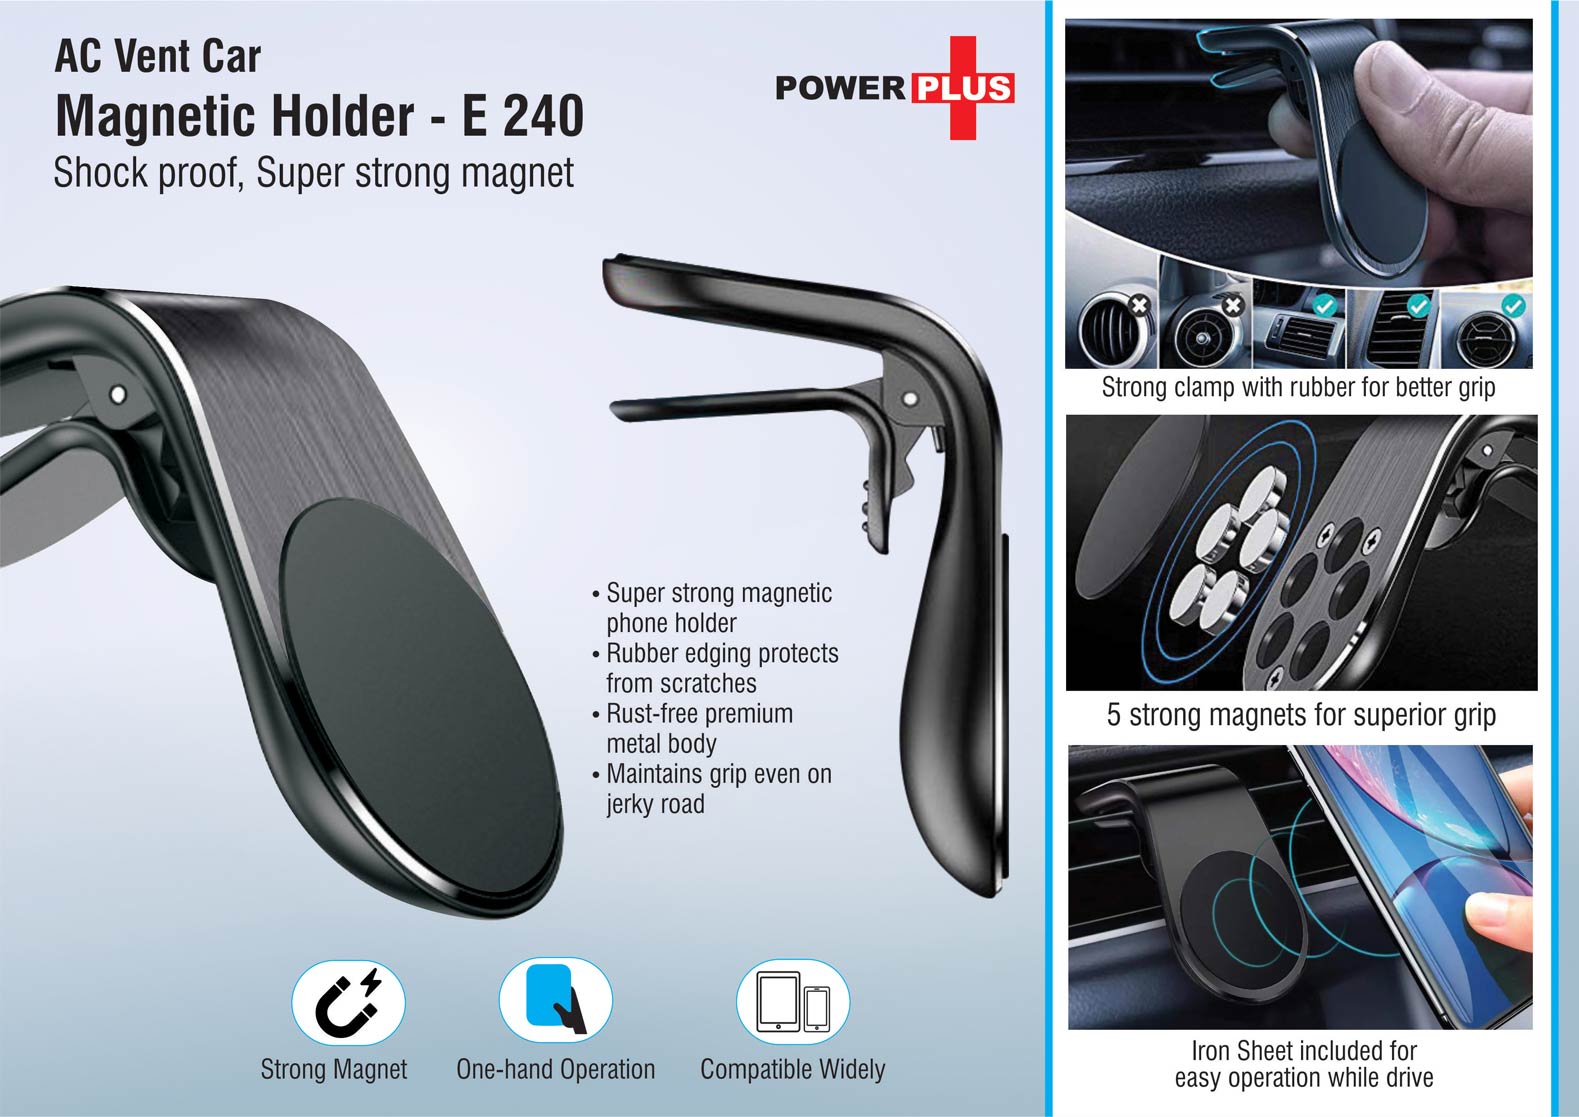 AC Vent Car
Magnetic Holder - E 240
Shock proof, Super strong magnet
POWER PLUS
• Super strong magnetic
phone holder
• Rubber edging protects
from scratches
• Rust-free premium
metal body
• Maintains grip even on
jerky road
Strong Magnet
One-hand Operation
Compatible Widely
Strong clamp with rubber for better grip
5 strong magnets for superior grip
Iron Sheet included for
easy operation while drive